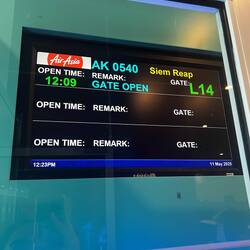 AirAsia AK 0540 Siem Reap
OPEN TIME: REMARK: GATE:
12:09 GATE OPEN L14
OPEN TIME: REMARK: GATE:
OPEN TIME: REMARK: GATE:
12:23PM 11 May 2025